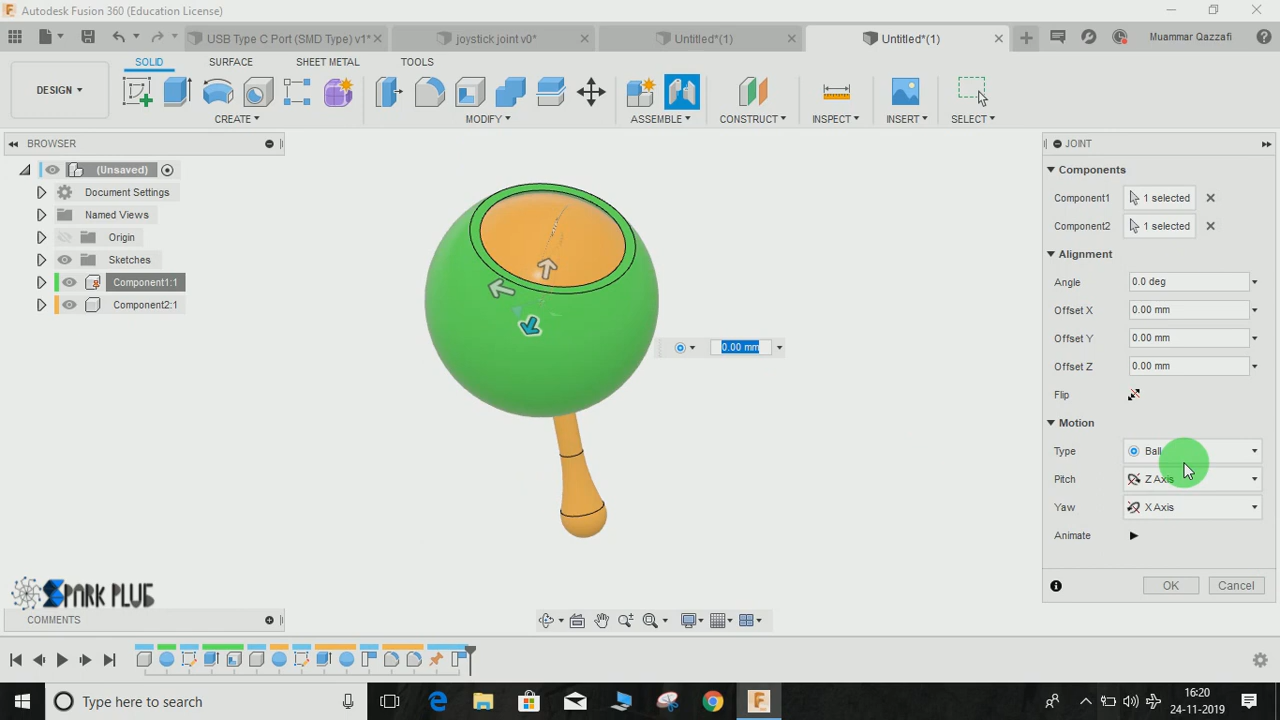 Autodesk Fusion 360 (Education License)
USB Type C Port (SMD Type) v1*
joystick joint v0*
Untitled*(1)
Untitled*(1)
Muammar Qazzafi
SOLID
SURFACE
SHEET METAL
TOOLS
DESIGN
CREATE
MODIFY
ASSEMBLE
CONSTRUCT
INSPECT
INSERT
SELECT
BROWSER
(Unsaved)
Document Settings
Named Views
Origin
Sketches
Component1:1
Component2:1
0.00 mm
JOINT
Components
Component1
1 selected
Component2
1 selected
Alignment
Angle
0.0 deg
Offset X
0.00 mm
Offset Y
0.00 mm
Offset Z
0.00 mm
Flip
Motion
Type
Ball
Pitch
Z Axis
Yaw
X Axis
Animate
OK
Cancel
SPARK PLUG
COMMENTS
Type here to search
16:20
24-11-2019